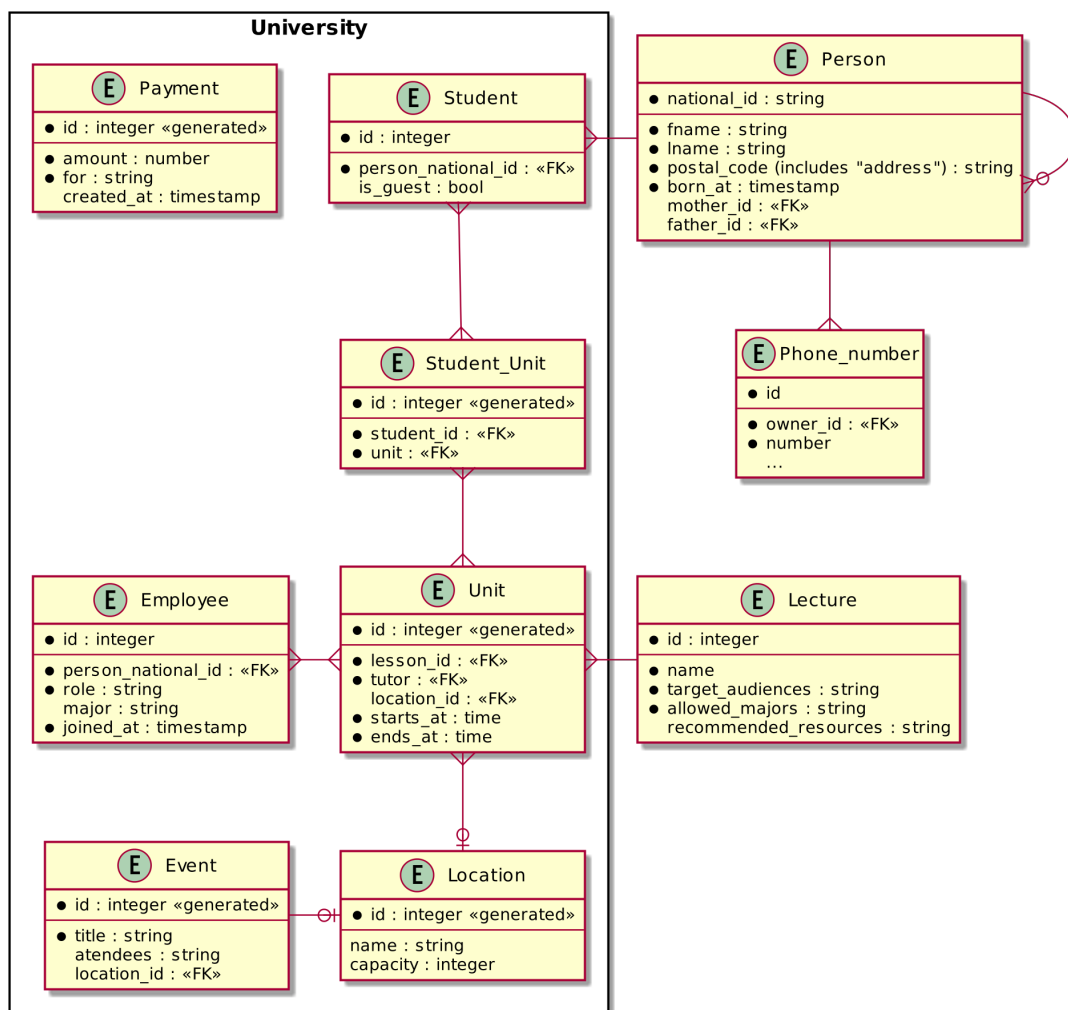 University
E Payment
id : integer «generated»
amount : number
for : string
created_at : timestamp
E Student
id : integer
person_national_id : «FK»
is_guest : bool
E Person
national_id : string
fname : string
lname : string
postal_code (includes "address") : string
born_at : timestamp
mother_id : «FK»
father_id : «FK»
E Student_Unit
id : integer «generated»
student_id : «FK»
unit : «FK»
E Phone_number
id
owner_id : «FK»
number
...
E Employee
id : integer
person_national_id : «FK»
role : string
major : string
joined_at : timestamp
E Unit
id : integer «generated»
lesson_id : «FK»
tutor : «FK»
location_id : «FK»
starts_at : time
ends_at : time
E Lecture
id : integer
name
target_audiences : string
allowed_majors : string
recommended_resources : string
E Event
id : integer «generated»
title : string
atendees : string
location_id : «FK»
E Location
id : integer «generated»
name : string
capacity : integer